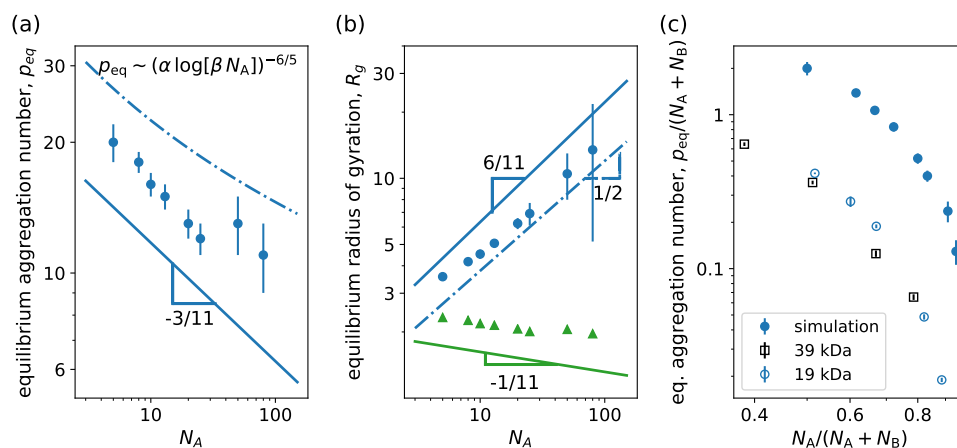 (a)
equilibrium aggregation number, p_eq
30
20
10
6
p_eq ~ (α log[β N_A])^{-6/5}
-3/11
10
100
N_A
(b)
equilibrium radius of gyration, R_g
10
5
3
6/11
1/2
-1/11
10
100
N_A
(c)
eq. aggregation number, p_eq/(N_A + N_B)
1
0.1
simulation
39 kDa
19 kDa
0.4
0.6
0.8
N_A/(N_A + N_B)